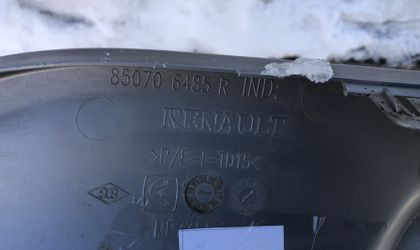 85070 6485 R IND:
RENAULT
>P/E-I-TD15<